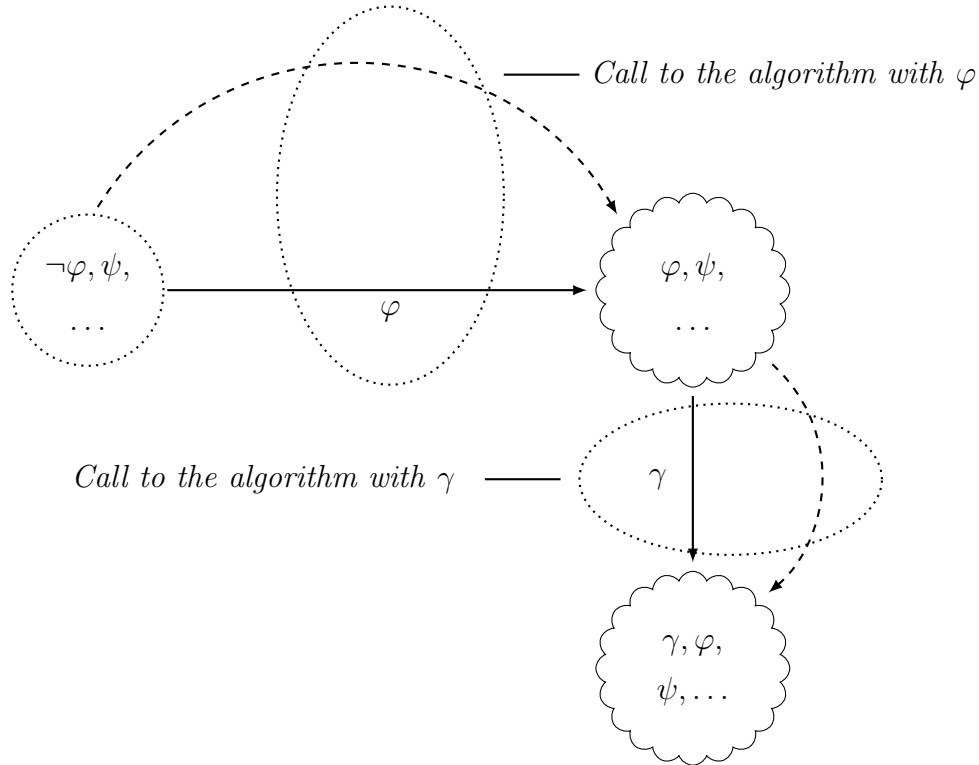 Call to the algorithm with φ
¬φ, ψ,
. . .
φ, ψ,
. . .
φ
Call to the algorithm with γ
γ
γ, φ,
ψ, . . .